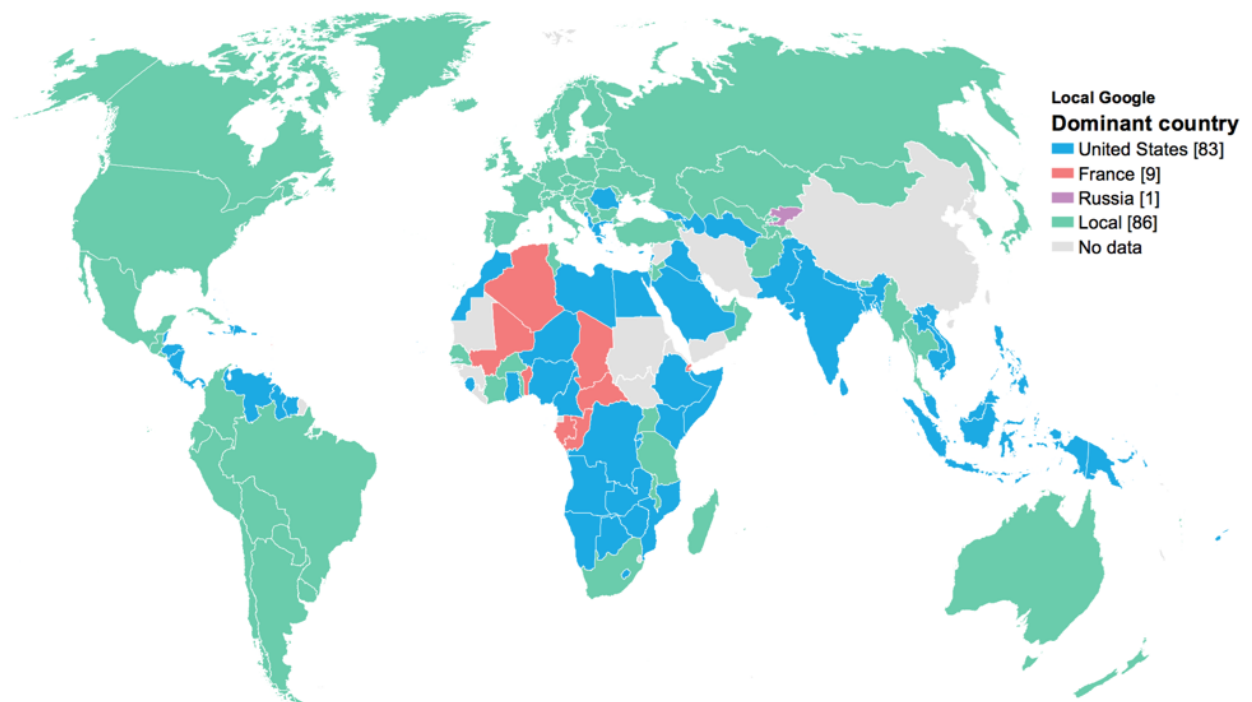 Local Google
Dominant country
United States [83]
France [9]
Russia [1]
Local [86]
No data